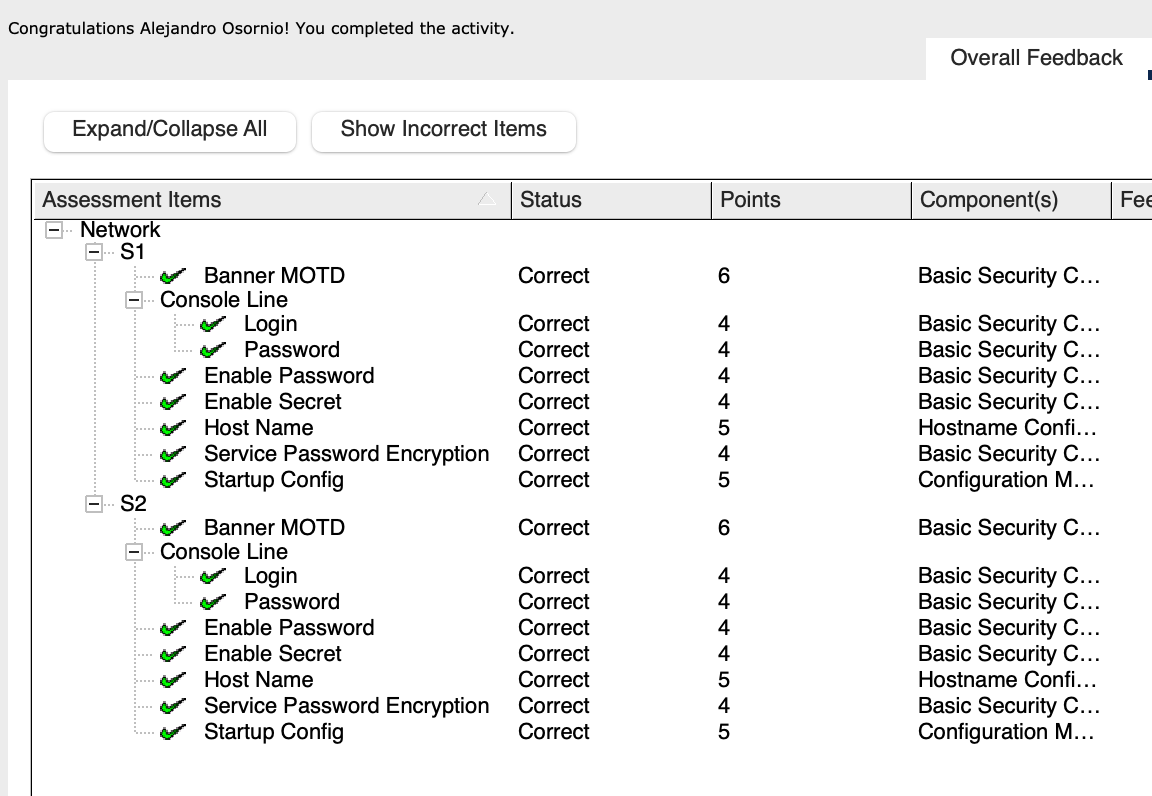 Congratulations Alejandro Osornio! You completed the activity.
Overall Feedback
Expand/Collapse All Show Incorrect Items
Assessment Items Status Points Component(s) Fee
Network
S1
Banner MOTD Correct 6 Basic Security C...
Console Line
Login Correct 4 Basic Security C...
Password Correct 4 Basic Security C...
Enable Password Correct 4 Basic Security C...
Enable Secret Correct 4 Basic Security C...
Host Name Correct 5 Hostname Confi...
Service Password Encryption Correct 4 Basic Security C...
Startup Config Correct 5 Configuration M...
S2
Banner MOTD Correct 6 Basic Security C...
Console Line
Login Correct 4 Basic Security C...
Password Correct 4 Basic Security C...
Enable Password Correct 4 Basic Security C...
Enable Secret Correct 4 Basic Security C...
Host Name Correct 5 Hostname Confi...
Service Password Encryption Correct 4 Basic Security C...
Startup Config Correct 5 Configuration M...